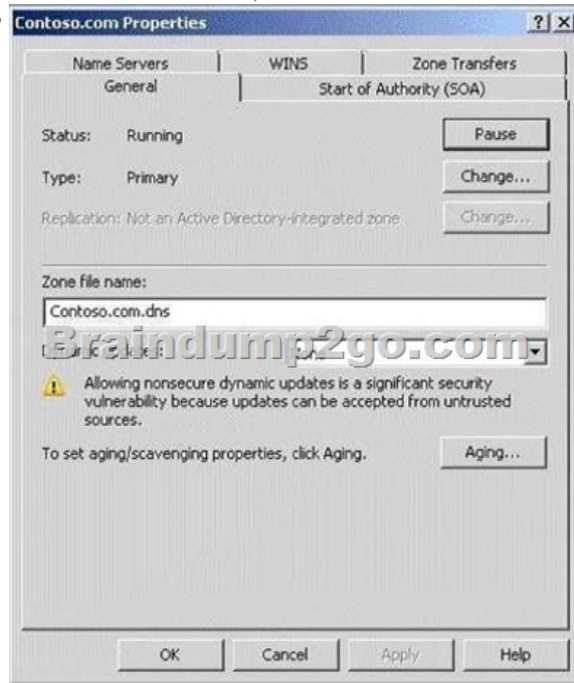 Contoso.com Properties
Name Servers
WINS
Zone Transfers
General
Start of Authority (SOA)
Status: Running
Pause
Type: Primary
Change...
Replication: Not an Active Directory-integrated zone
Change...
Zone file name:
Contoso.com.dns
Braindump2go.com
Allowing nonsecure dynamic updates is a significant security
vulnerability because updates can be accepted from untrusted
sources.
To set aging/scavenging properties, click Aging.
Aging...
OK
Cancel
Apply
Help